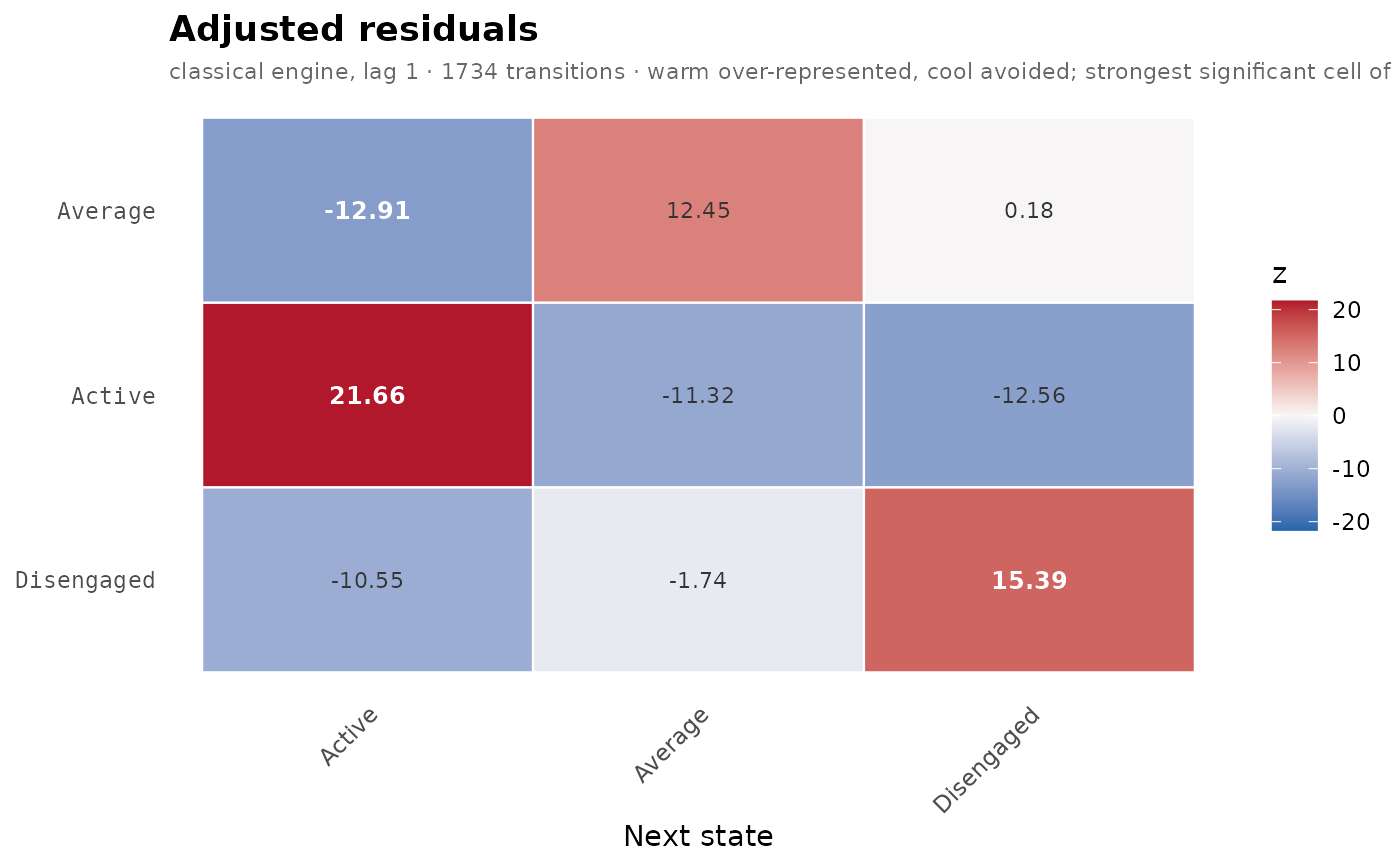 Adjusted residuals
classical engine, lag 1 · 1734 transitions · warm over-represented, cool avoided; strongest significant cell of
Average -12.91 12.45 0.18
Active 21.66 -11.32 -12.56
Disengaged -10.55 -1.74 15.39
Active Average Disengaged
Next state
z
20
10
0
-10
-20